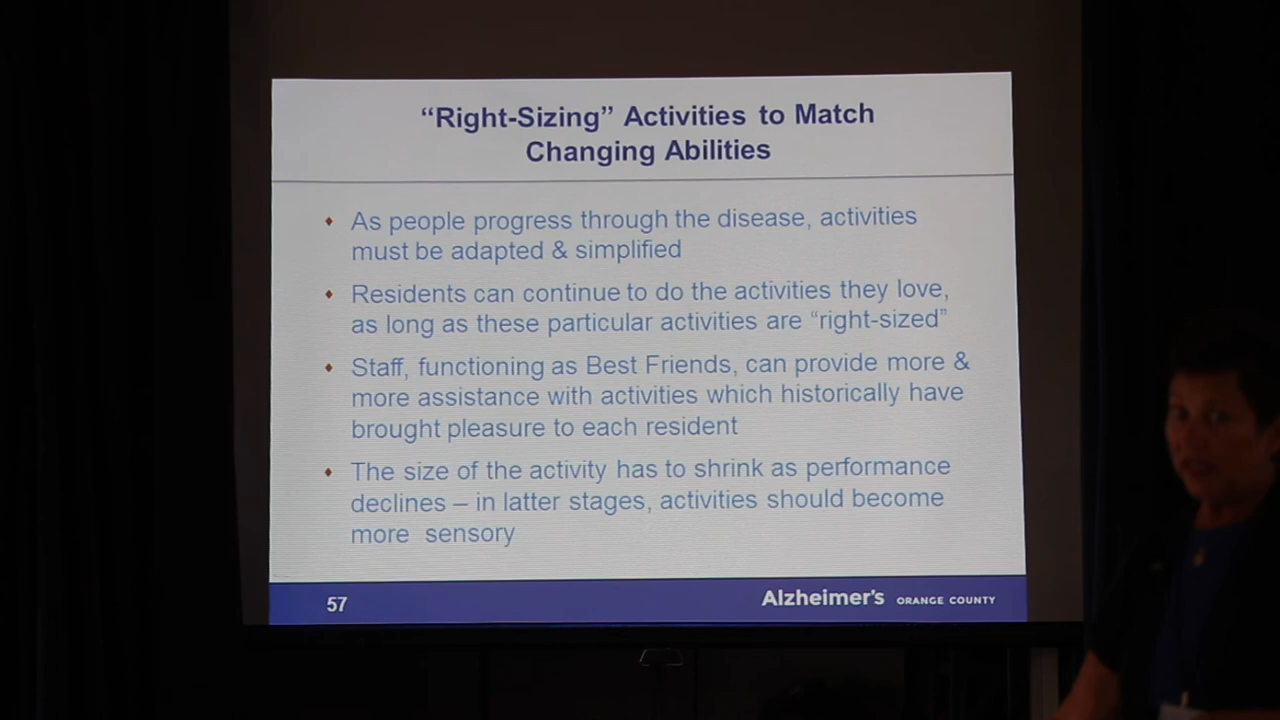 “Right-Sizing” Activities to Match
Changing Abilities
As people progress through the disease, activities
must be adapted & simplified
Residents can continue to do the activities they love,
as long as these particular activities are “right-sized”
Staff, functioning as Best Friends, can provide more &
more assistance with activities which historically have
brought pleasure to each resident
The size of the activity has to shrink as performance
declines – in latter stages, activities should become
more sensory
57
Alzheimer's ORANGE COUNTY